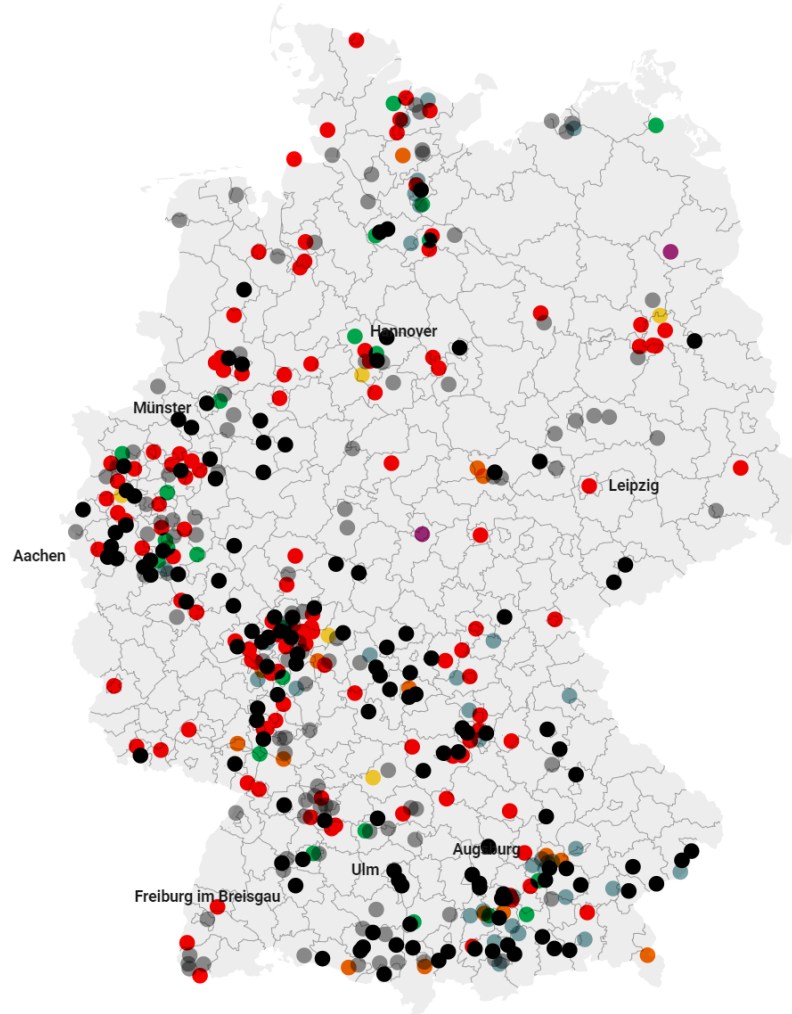 Hannover
Münster
Leipzig
Aachen
Augsburg
Ulm
Freiburg im Breisgau